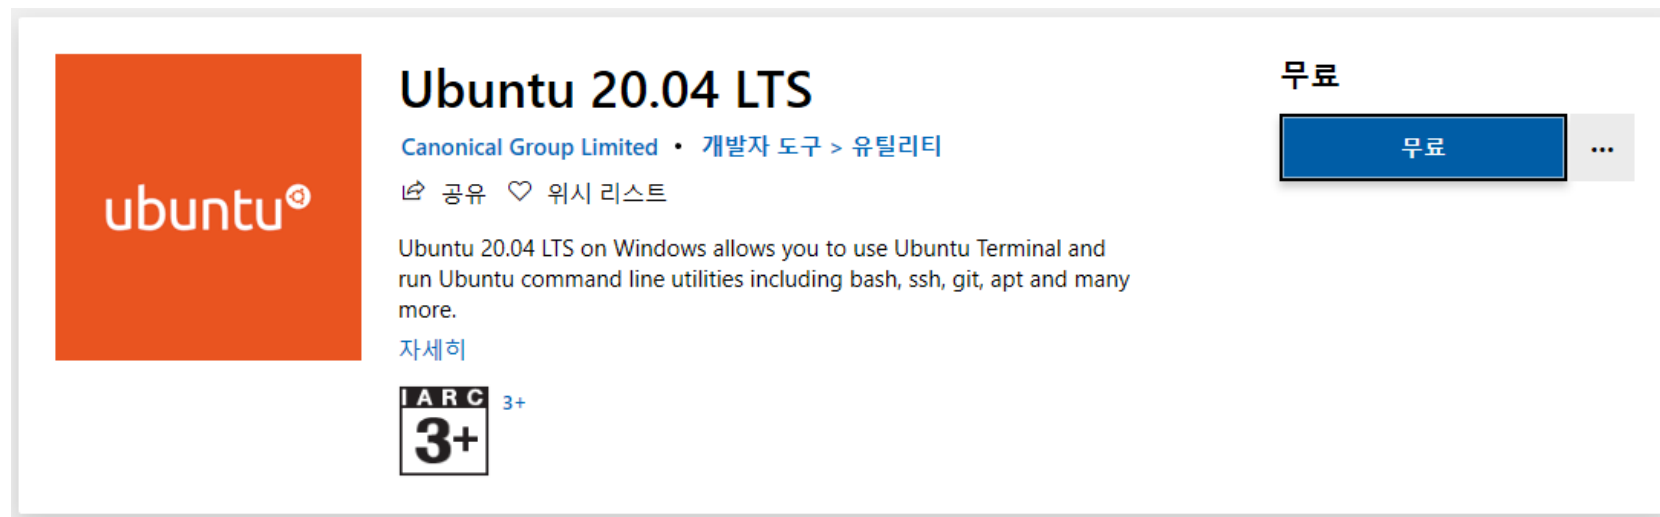 ubuntu
Ubuntu 20.04 LTS
Canonical Group Limited • 개발자 도구 > 유틸리티
공유 위시 리스트
Ubuntu 20.04 LTS on Windows allows you to use Ubuntu Terminal and
run Ubuntu command line utilities including bash, ssh, git, apt and many
more.
자세히
IARC
3+
3+
무료
무료
...